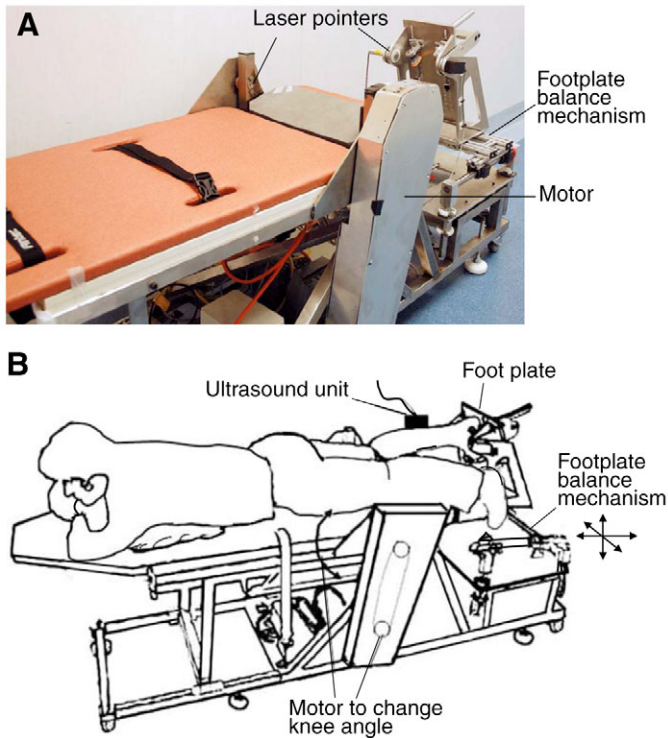 A
Laser pointers
Footplate
balance
mechanism
Motor
B
Ultrasound unit
Foot plate
Footplate
balance
mechanism
Motor to change
knee angle